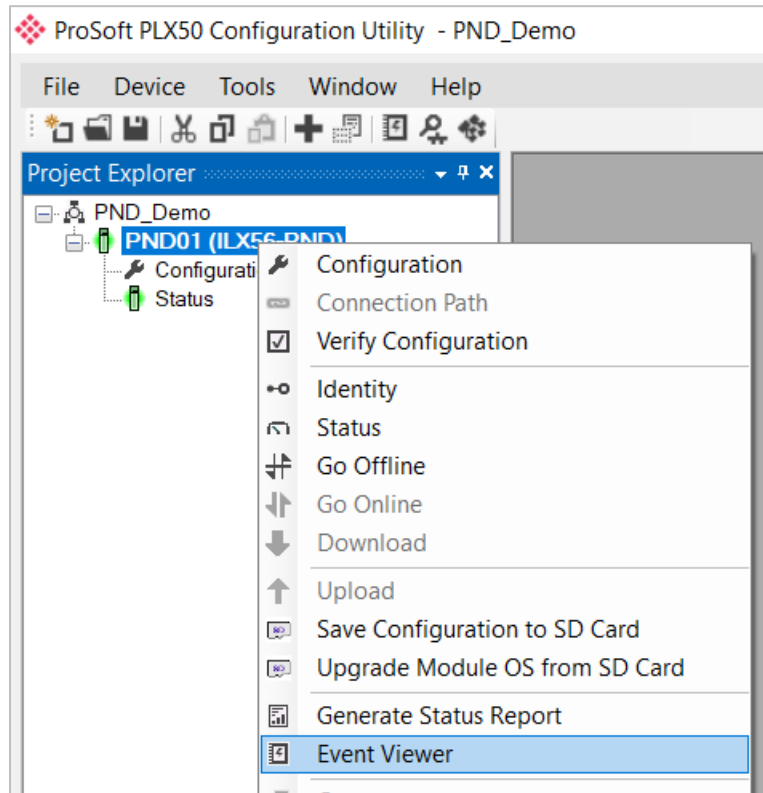 ProSoft PLX50 Configuration Utility - PND_Demo
File Device Tools Window Help
Project Explorer
PND_Demo
PND01 (ILX56-PND)
Configurati
Status
Configuration
Connection Path
Verify Configuration
Identity
Status
Go Offline
Go Online
Download
Upload
Save Configuration to SD Card
Upgrade Module OS from SD Card
Generate Status Report
Event Viewer